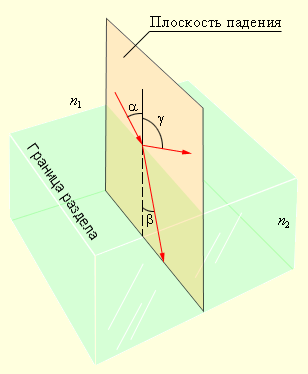 Плоскость падения
n1
α
γ
Граница раздела
β
n2